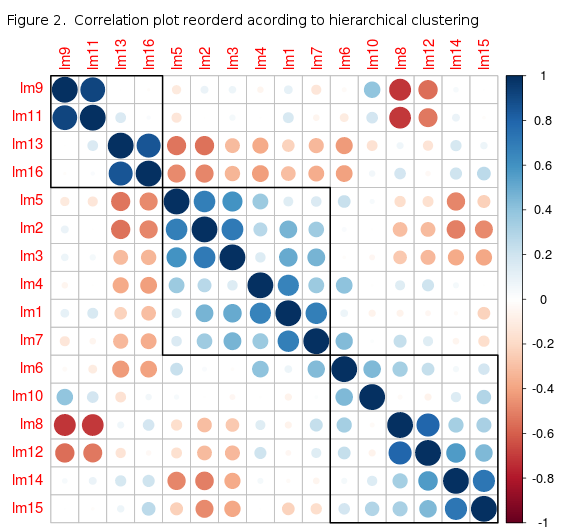 Figure 2.  Correlation plot reorderd acording to hierarchical clustering
lm9 lm11 lm13 lm16 lm5 lm2 lm3 lm4 lm1 lm7 lm6 lm10 lm8 lm12 lm14 lm15
lm9
lm11
lm13
lm16
lm5
lm2
lm3
lm4
lm1
lm7
lm6
lm10
lm8
lm12
lm14
lm15
1
0.8
0.6
0.4
0.2
0
-0.2
-0.4
-0.6
-0.8
-1